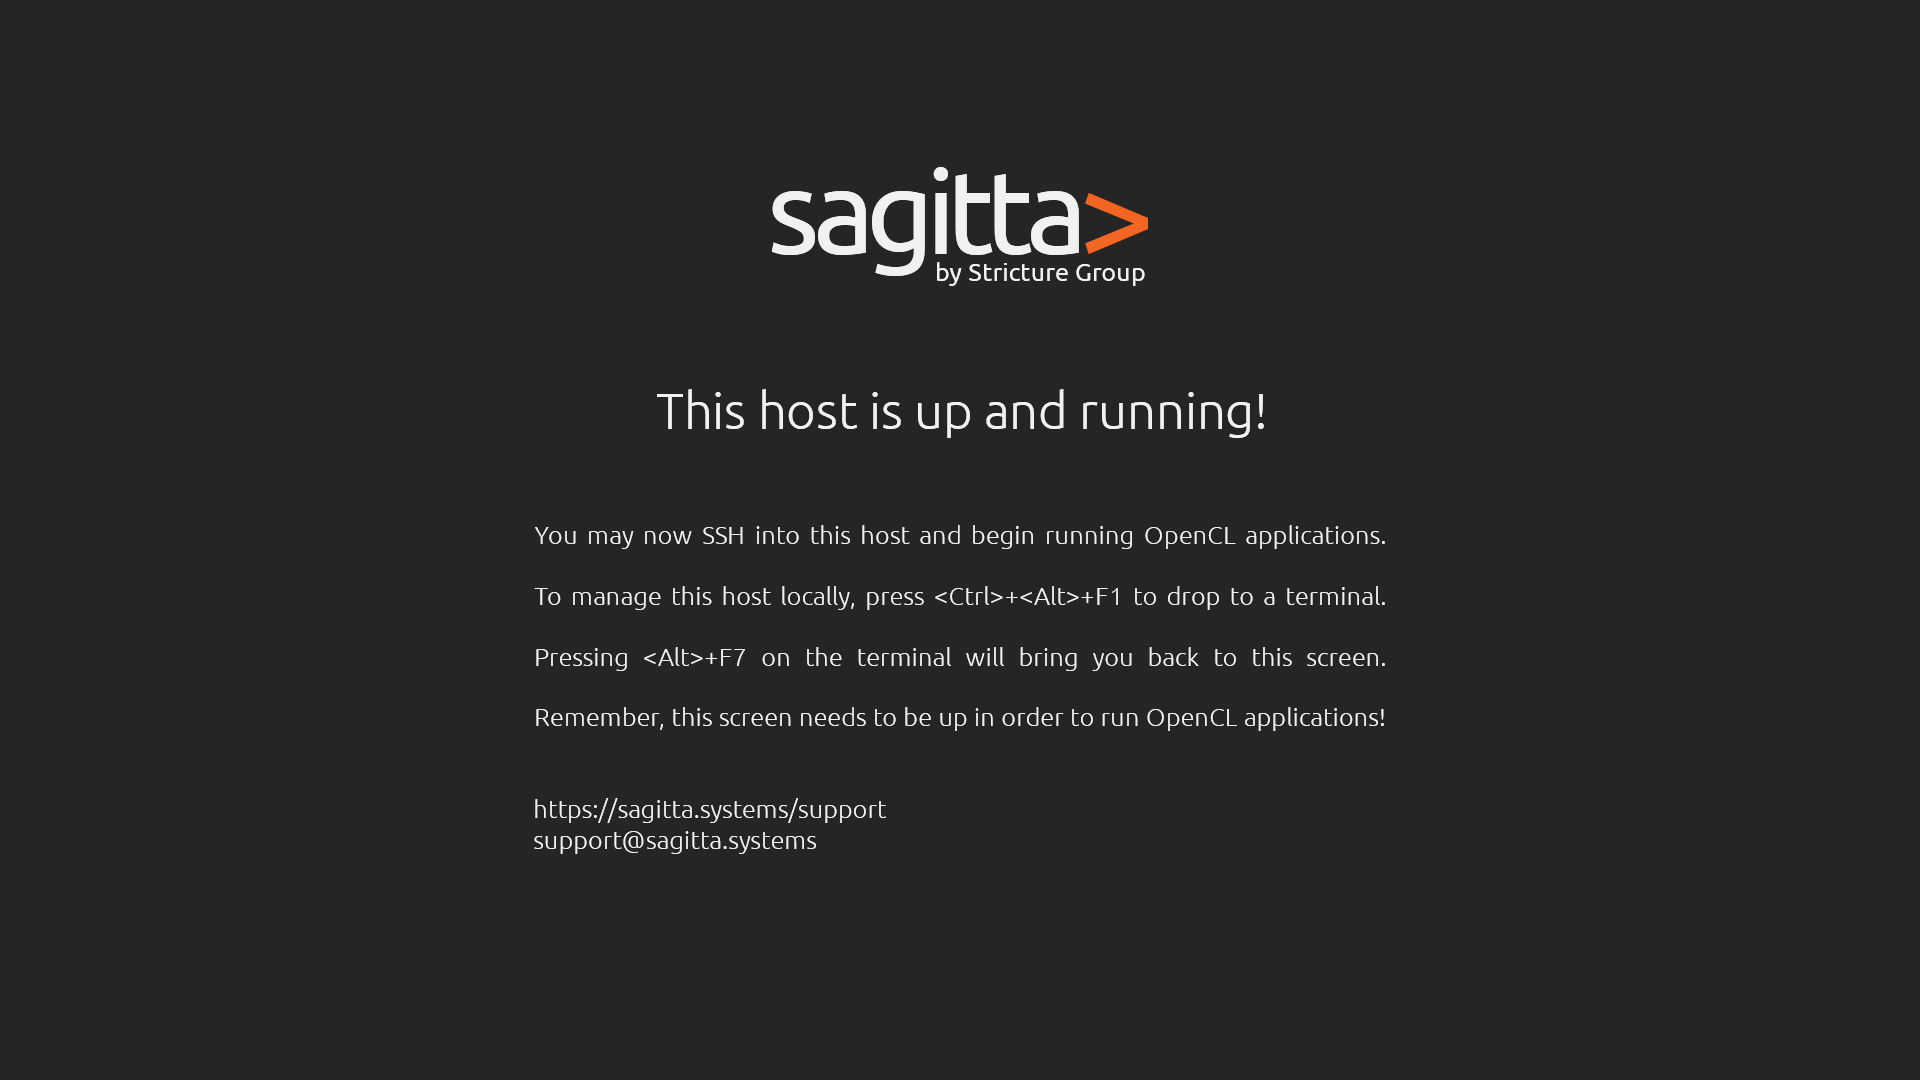 sagitta>
by Stricture Group
This host is up and running!
You may now SSH into this host and begin running OpenCL applications.
To manage this host locally, press <Ctrl>+<Alt>+F1 to drop to a terminal.
Pressing <Alt>+F7 on the terminal will bring you back to this screen.
Remember, this screen needs to be up in order to run OpenCL applications!
https://sagitta.systems/support
support@sagitta.systems